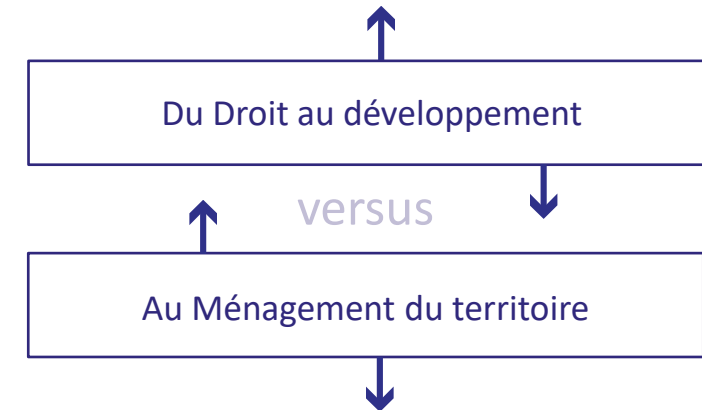 Du Droit au développement
versus
Au Ménagement du territoire